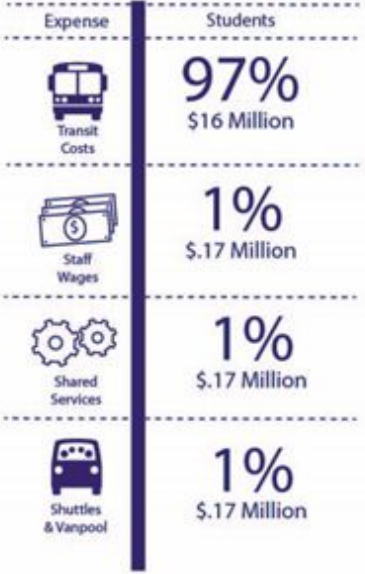 Expense Students
97%
$16 Million
Transit
Costs
$
1%
$.17 Million
Staff
Wages
1%
$.17 Million
Shared
Services
1%
$.17 Million
Shuttles
& Vanpool